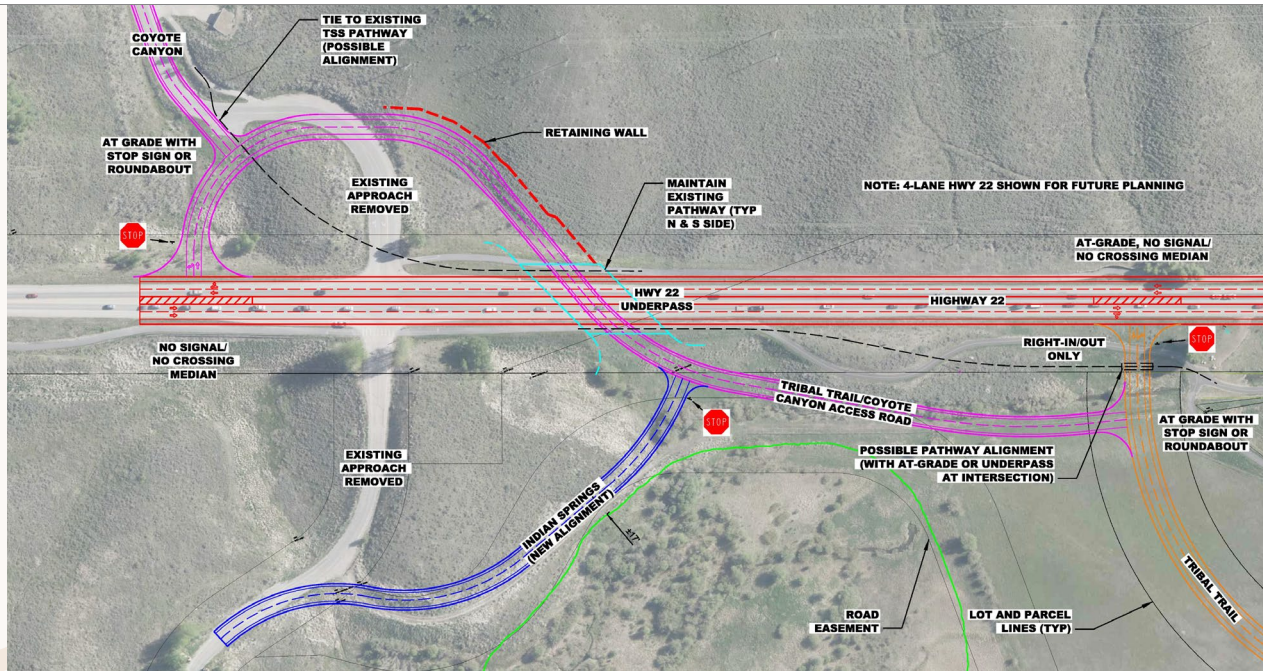 COYOTE
CANYON
TIE TO EXISTING
TSS PATHWAY
(POSSIBLE
ALIGNMENT)
RETAINING WALL
AT GRADE WITH
STOP SIGN OR
ROUNDABOUT
EXISTING
APPROACH
REMOVED
MAINTAIN
EXISTING
PATHWAY (TYP
N & S SIDE)
NOTE: 4-LANE HWY 22 SHOWN FOR FUTURE PLANNING
STOP
AT-GRADE, NO SIGNAL/
NO CROSSING MEDIAN
HWY 22
UNDERPASS
HIGHWAY 22
NO SIGNAL/
NO CROSSING
MEDIAN
RIGHT-IN/OUT
ONLY
STOP
TRIBAL TRAIL/COYOTE
CANYON ACCESS ROAD
STOP
AT GRADE WITH
STOP SIGN OR
ROUNDABOUT
EXISTING
APPROACH
REMOVED
POSSIBLE PATHWAY ALIGNMENT
(WITH AT-GRADE OR UNDERPASS
AT INTERSECTION)
INDIAN SPRINGS
(NEW ALIGNMENT)
±17'
TRIBAL TRAIL
ROAD
EASEMENT
LOT AND PARCEL
LINES (TYP)